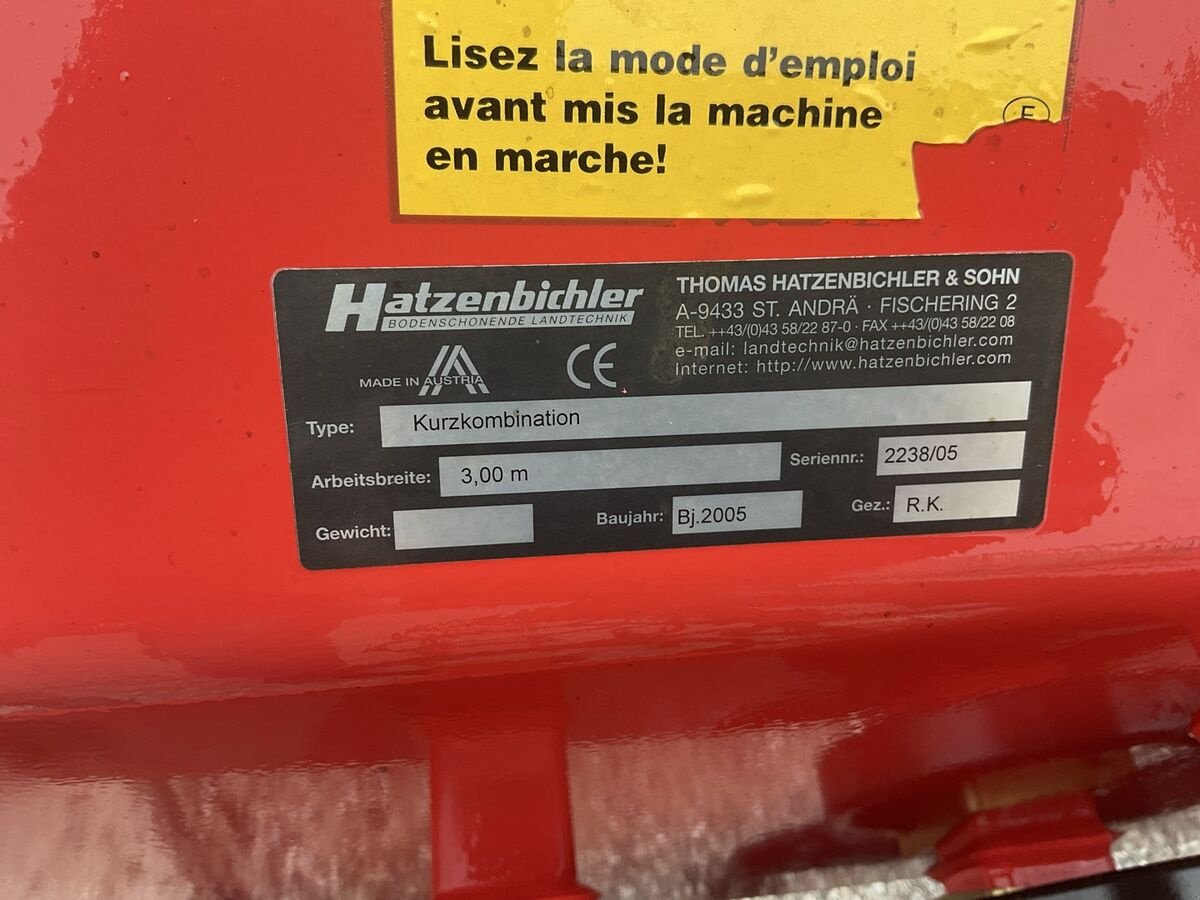 Lisez la mode d'emploi
avant mis la machine
en marche!
F
Hatzenbichler
BODENSCHONENDE LANDTECHNIK
THOMAS HATZENBICHLER & SOHN
A-9433 ST. ANDRÄ · FISCHERING 2
TEL. ++43/(0)43 58/22 87-0 · FAX ++43/(0)43 58/22 08
e-mail: landtechnik@hatzenbichler.com
Internet: http://www.hatzenbichler.com
MADE IN AUSTRIA
CE
Type: Kurzkombination
Arbeitsbreite: 3,00 m Seriennr.: 2238/05
Gewicht: Baujahr: Bj.2005 Gez.: R.K.